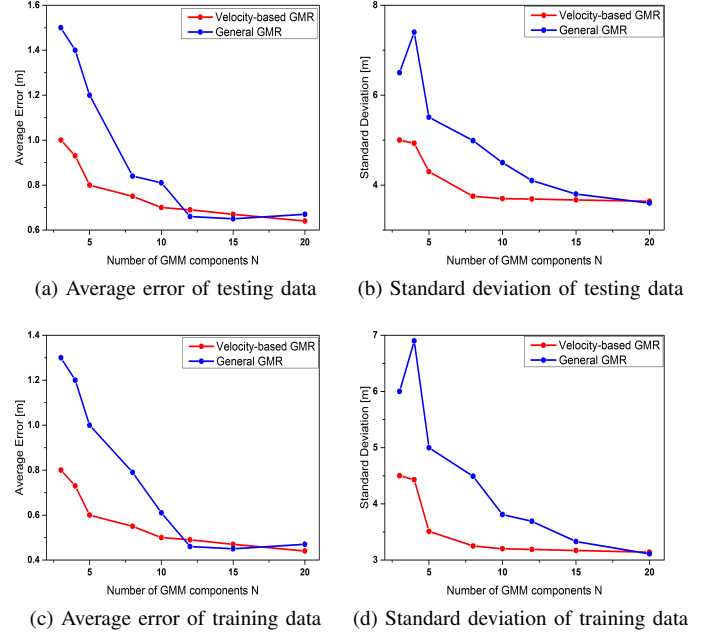 1.6
1.4
1.2
1.0
0.8
0.6
5
10
15
20
Average Error [m]
Number of GMM components N
Velocity-based GMR
General GMR
(a) Average error of testing data
8
6
4
5
10
15
20
Standard Deviation [m]
Number of GMM components N
Velocity-based GMR
General GMR
(b) Standard deviation of testing data
1.4
1.2
1.0
0.8
0.6
0.4
5
10
15
20
Average Error [m]
Number of GMM components N
Velocity-based GMR
General GMR
(c) Average error of training data
7
6
5
4
3
5
10
15
20
Standard Deviation [m]
Number of GMM components N
Velocity-based GMR
General GMR
(d) Standard deviation of training data